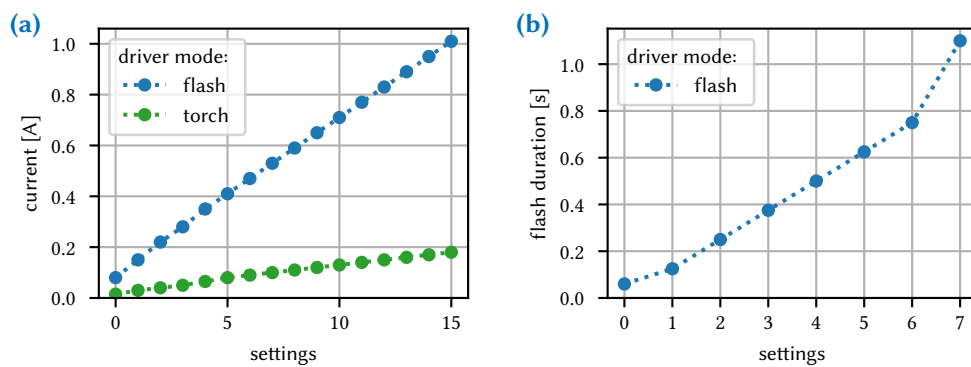 (a)
current [A]
1.0
0.8
0.6
0.4
0.2
0.0
driver mode:
flash
torch
0 5 10 15
settings
(b)
flash duration [s]
1.0
0.8
0.6
0.4
0.2
0.0
driver mode:
flash
0 1 2 3 4 5 6 7
settings